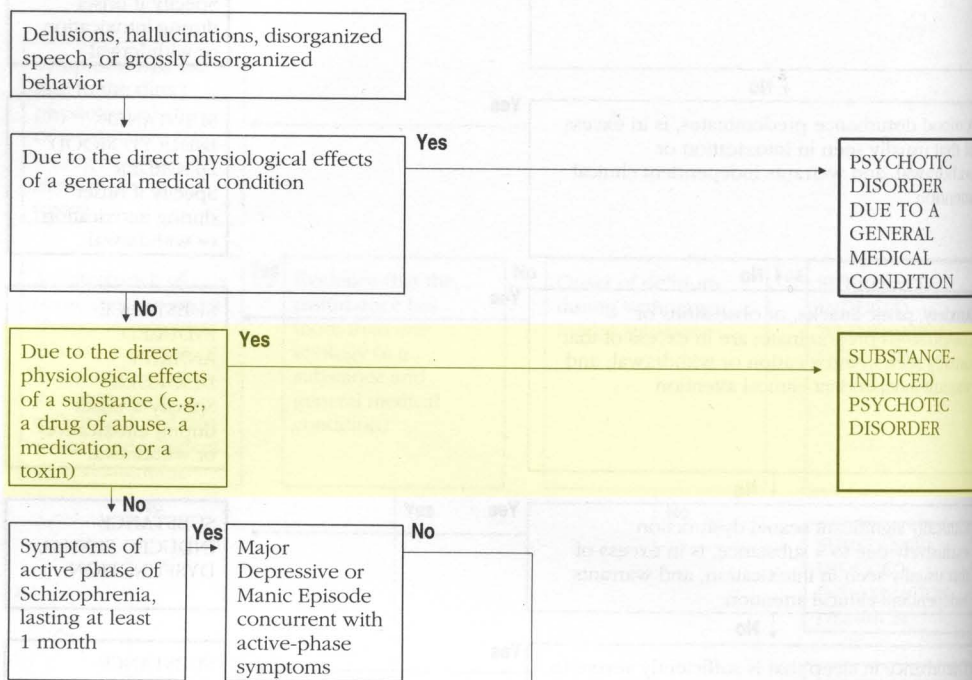 Delusions, hallucinations, disorganized
speech, or grossly disorganized
behavior
Due to the direct physiological effects
of a general medical condition
Yes
PSYCHOTIC
DISORDER
DUE TO A
GENERAL
MEDICAL
CONDITION
No
Due to the direct
physiological effects
of a substance (e.g.,
a drug of abuse, a
medication, or a
toxin)
Yes
SUBSTANCE-
INDUCED
PSYCHOTIC
DISORDER
No
Symptoms of
active phase of
Schizophrenia,
lasting at least
1 month
Yes
Major
Depressive or
Manic Episode
concurrent with
active-phase
symptoms
No